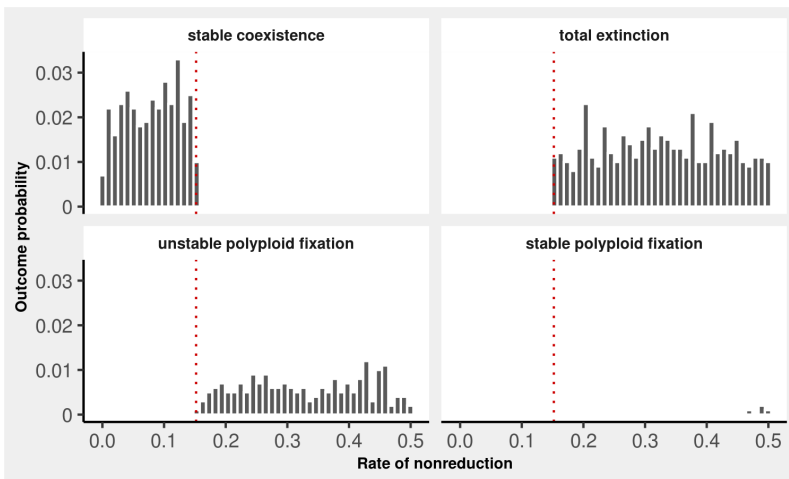 stable coexistence
total extinction
0.03
0.02
0.01
0
unstable polyploid fixation
stable polyploid fixation
0.03
0.02
0.01
0
Outcome probability
0.0 0.1 0.2 0.3 0.4 0.5
0.0 0.1 0.2 0.3 0.4 0.5
Rate of nonreduction